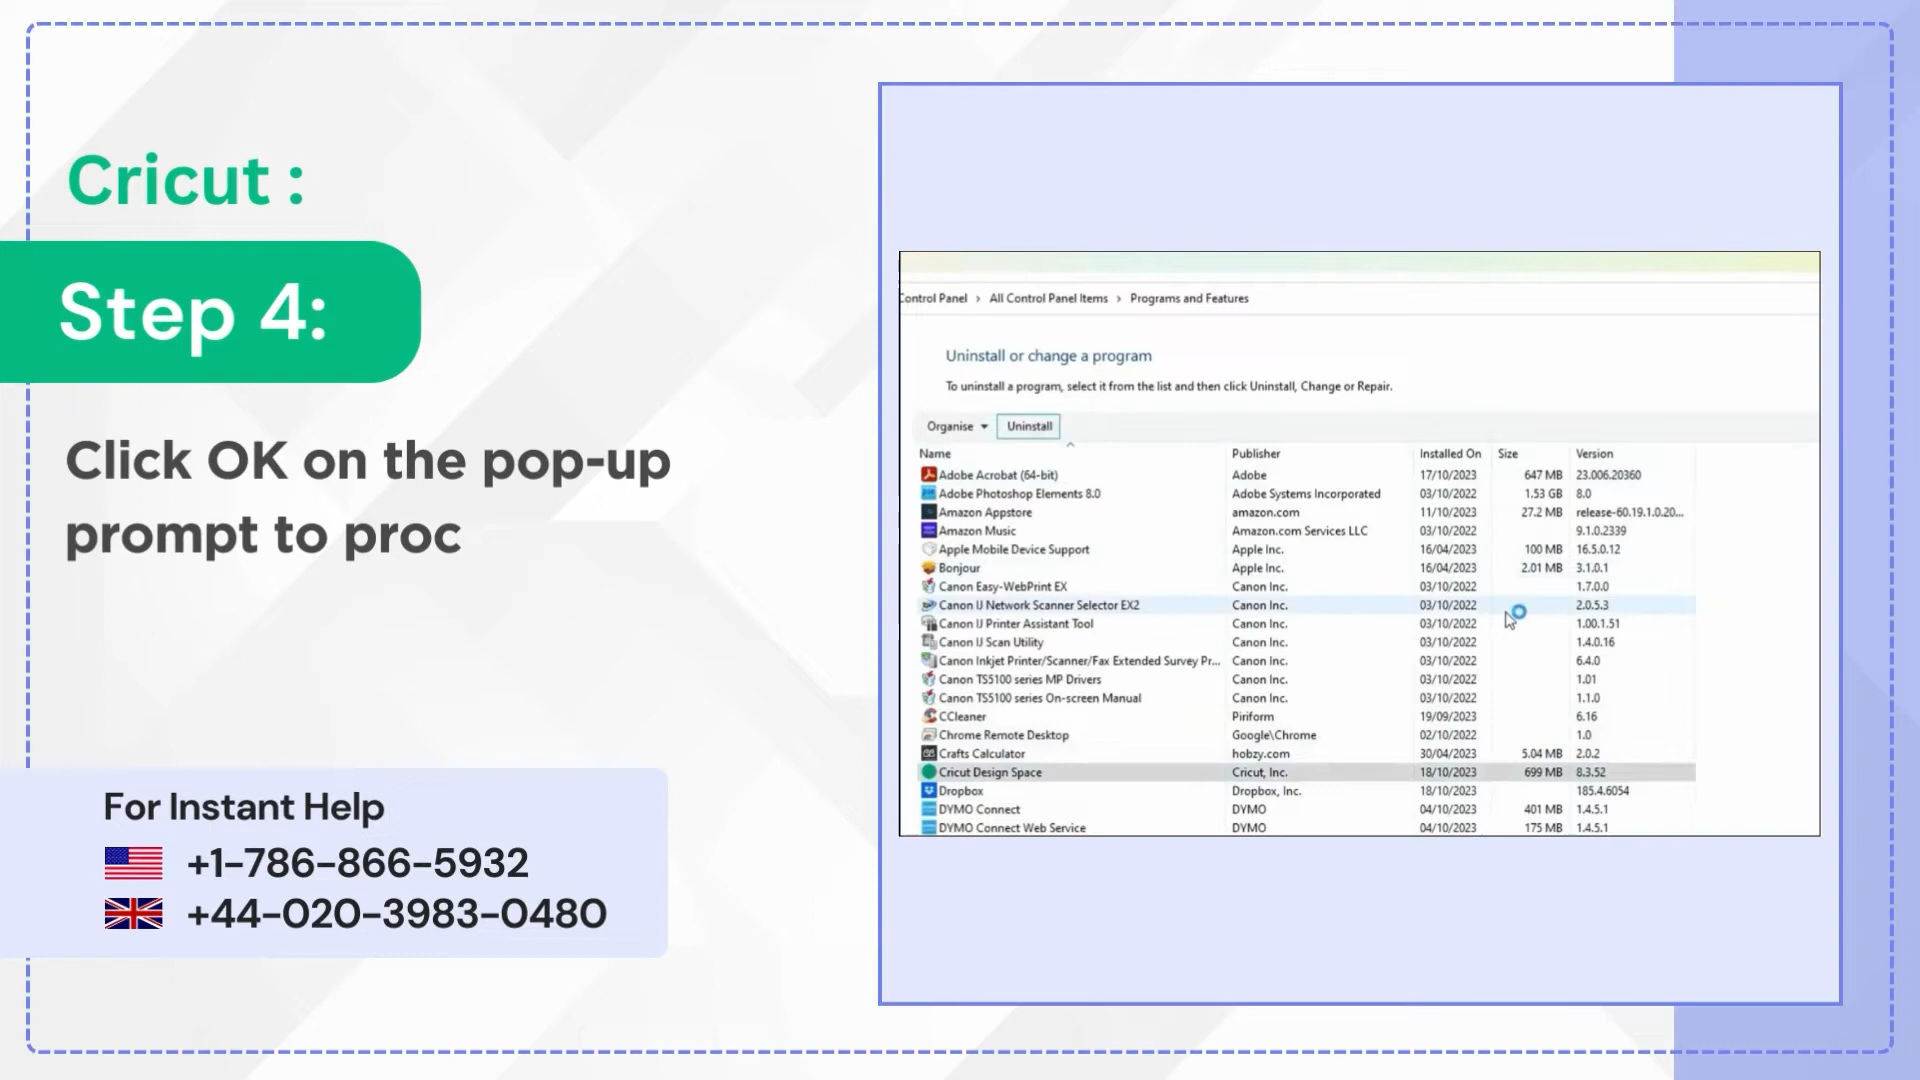 Cricut :
Step 4:
Click OK on the pop-up
prompt to proc
For Instant Help
+1-786-866-5932
+44-020-3983-0480
Control Panel > All Control Panel Items > Programs and Features
Uninstall or change a program
To uninstall a program, select it from the list and then click Uninstall, Change or Repair.
Organise Uninstall
Name Publisher Installed On Size Version
Adobe Acrobat (64-bit) Adobe 17/10/2023 647 MB 23.006.20360
Adobe Photoshop Elements 8.0 Adobe Systems Incorporated 03/10/2022 1.53 GB 8.0
Amazon Appstore amazon.com 11/10/2023 27.2 MB release-60.19.1.0.20...
Amazon Music Amazon.com Services LLC 03/10/2022 9.1.0.2339
Apple Mobile Device Support Apple Inc. 16/04/2023 100 MB 16.5.0.12
Bonjour Apple Inc. 16/04/2023 2.01 MB 3.1.0.1
Canon Easy-WebPrint EX Canon Inc. 03/10/2022 1.7.0.0
Canon IJ Network Scanner Selector EX2 Canon Inc. 03/10/2022 2.0.5.3
Canon IJ Printer Assistant Tool Canon Inc. 03/10/2022 1.00.1.51
Canon IJ Scan Utility Canon Inc. 03/10/2022 1.4.0.16
Canon Inkjet Printer/Scanner/Fax Extended Survey Pr... Canon Inc. 03/10/2022 6.4.0
Canon TS5100 series MP Drivers Canon Inc. 03/10/2022 1.01
Canon TS5100 series On-screen Manual Canon Inc. 03/10/2022 1.1.0
CCleaner Piriform 19/09/2023 6.16
Chrome Remote Desktop Google\Chrome 02/10/2022 1.0
Crafts Calculator hobzy.com 30/04/2023 5.04 MB 2.0.2
Cricut Design Space Cricut, Inc. 18/10/2023 699 MB 8.3.52
Dropbox Dropbox, Inc. 18/10/2023 185.4.6054
DYMO Connect DYMO 04/10/2023 401 MB 1.4.5.1
DYMO Connect Web Service DYMO 04/10/2023 175 MB 1.4.5.1